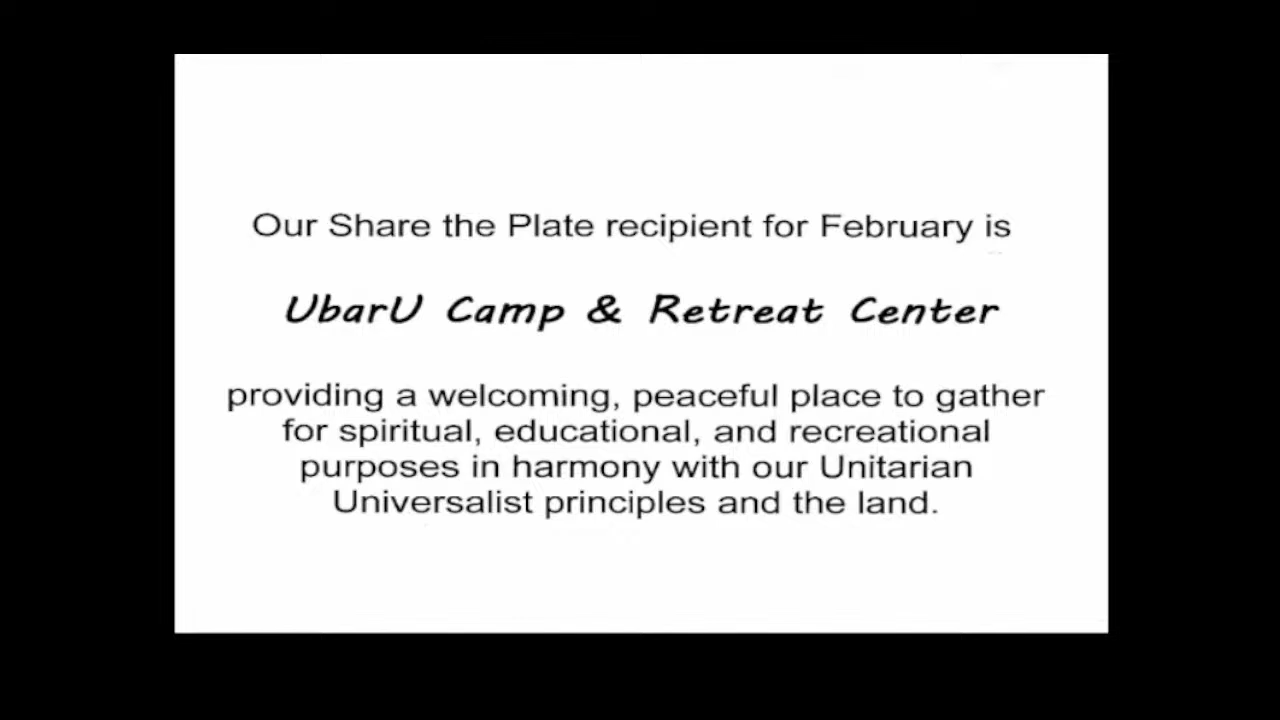 Our Share the Plate recipient for February is
UbarU Camp & Retreat Center
providing a welcoming, peaceful place to gather
for spiritual, educational, and recreational
purposes in harmony with our Unitarian
Universalist principles and the land.